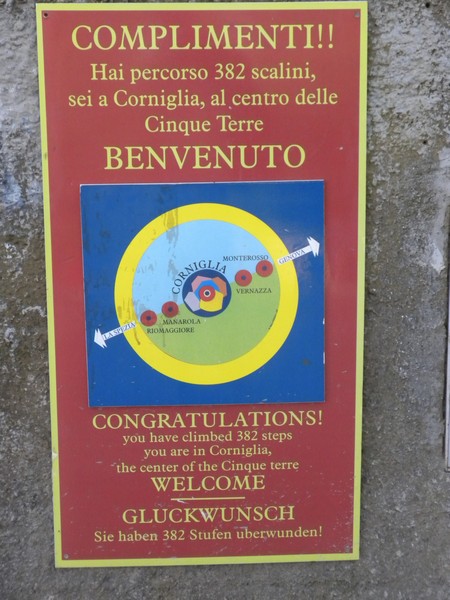 COMPLIMENTI!!
Hai percorso 382 scalini,
sei a Corniglia, al centro delle
Cinque Terre
BENVENUTO
MONTEROSSO
GENOVA
CORNIGLIA
VERNAZZA
MANAROLA
LA SPEZIA
RIOMAGGIORE
CONGRATULATIONS!
you have climbed 382 steps
you are in Corniglia,
the center of the Cinque terre
WELCOME
GLUCKWUNSCH
Sie haben 382 Stufen uberwunden!